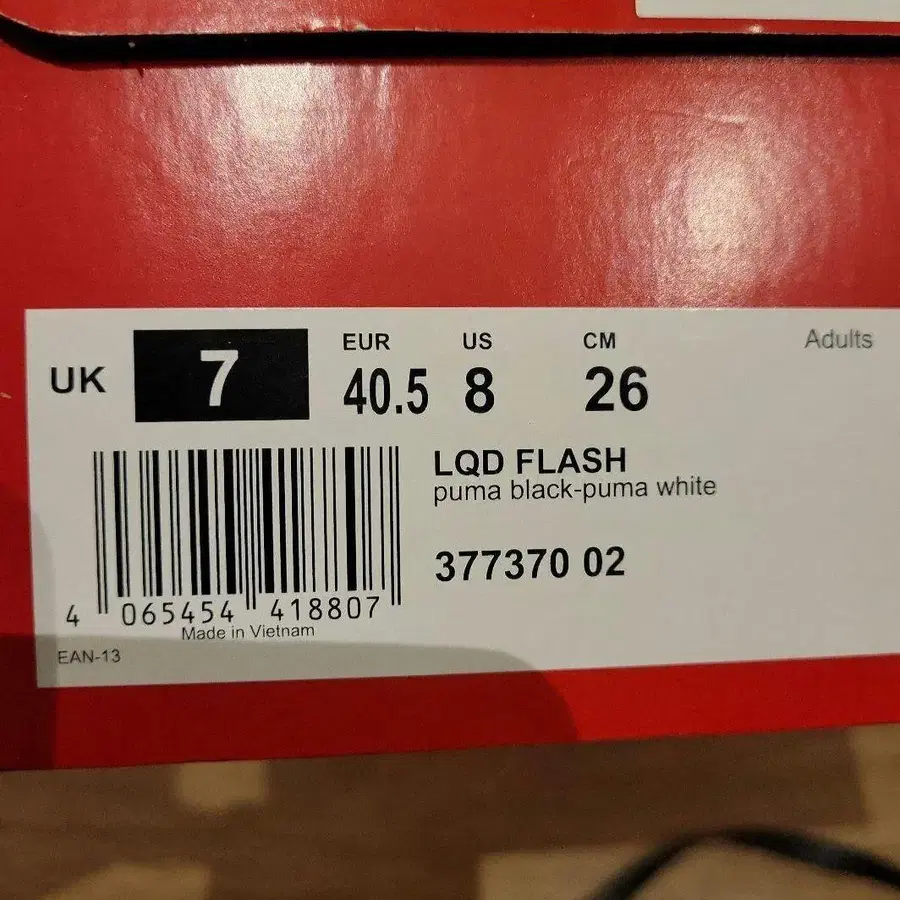 UK 7 EUR 40.5 US 8 CM 26 Adults
LQD FLASH
puma black-puma white
377370 02
4 065454 418807
Made in Vietnam
EAN-13